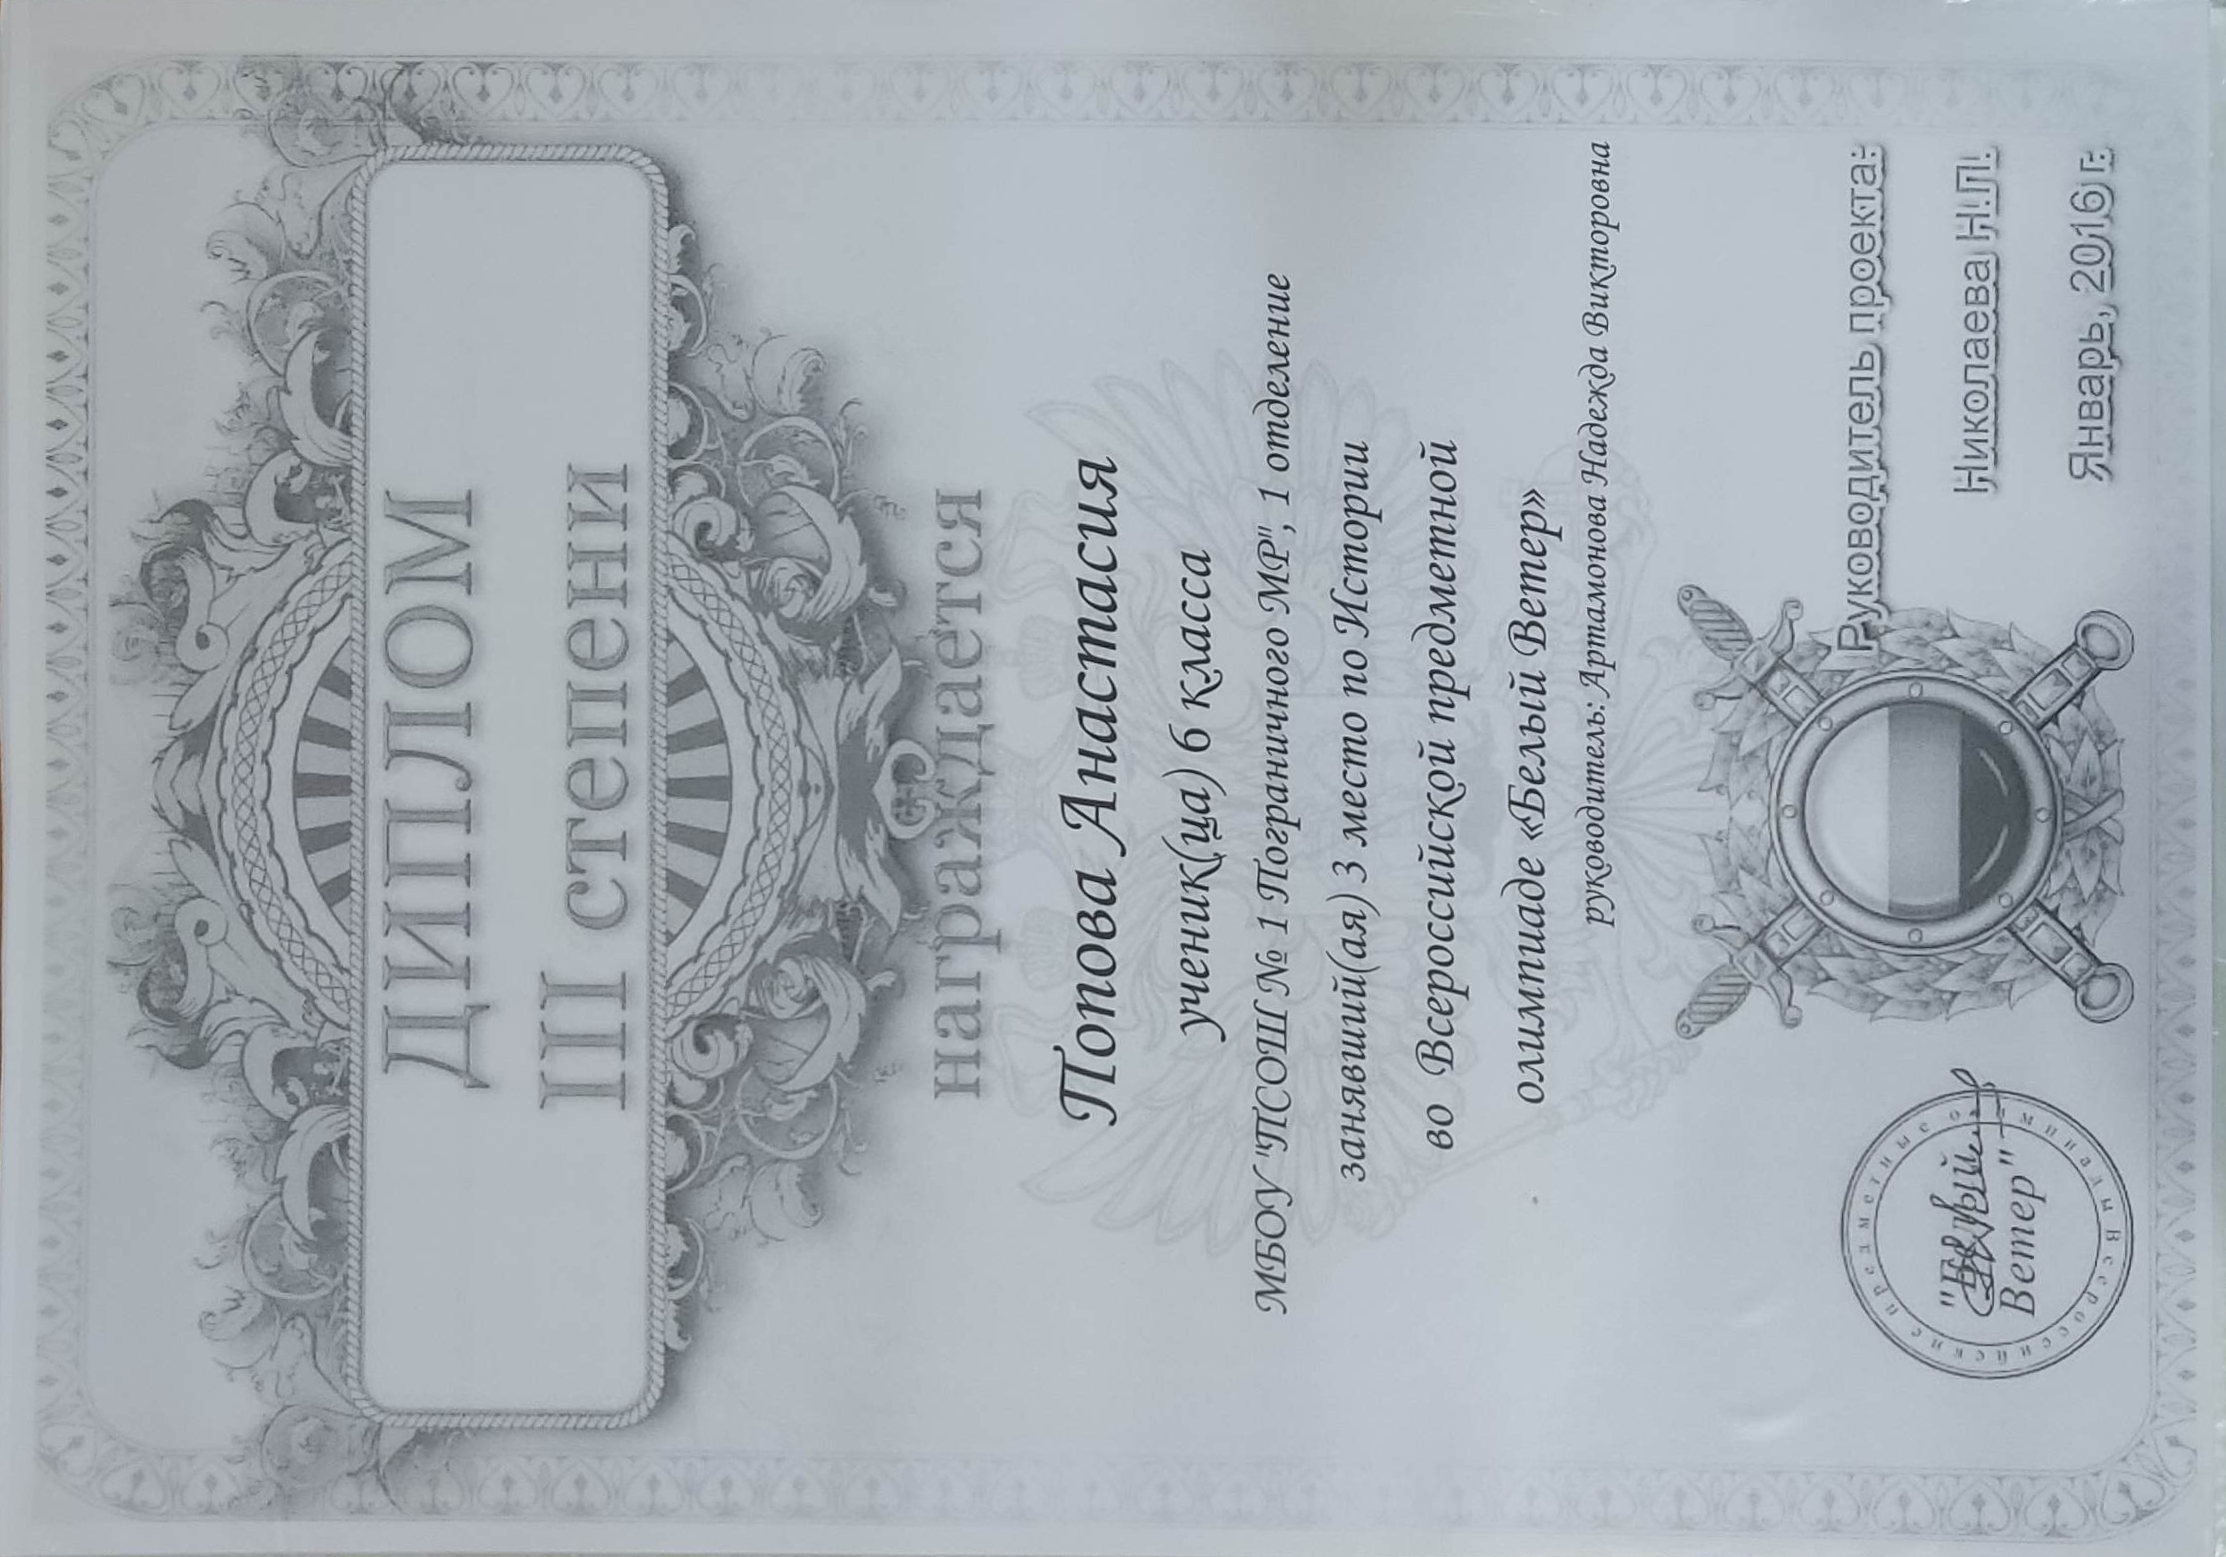 ДИПЛОМ
III степени
награждается
Попова Анастасия
ученик(ца) 6 класса
МБОУ "ПСОШ № 1 Пограничного МР", 1 отделение
занявший(ая) 3 место по Истории
во Всероссийской предметной
олимпиаде «Белый Ветер»
руководитель: Артамонова Надежда Викторовна
Руководитель проекта:
Николаева Н.П.
Январь, 2016 г.
Всероссийские предметные олимпиады
"Белый
Ветер"